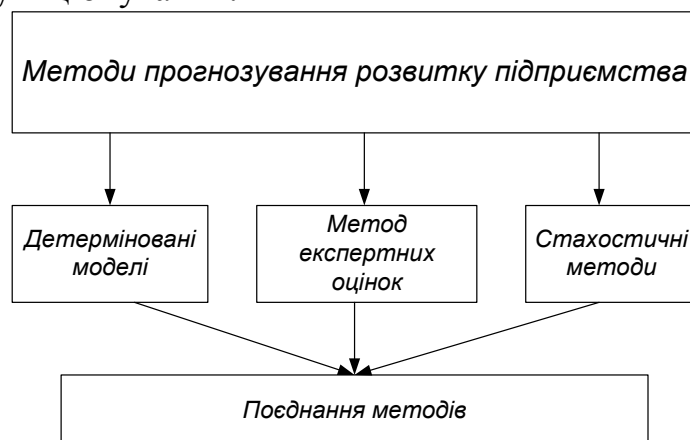 Методи прогнозування розвитку підприємства
Детерміновані
моделі
Метод
експертних
оцінок
Стахостичні
методи
Поєднання методів